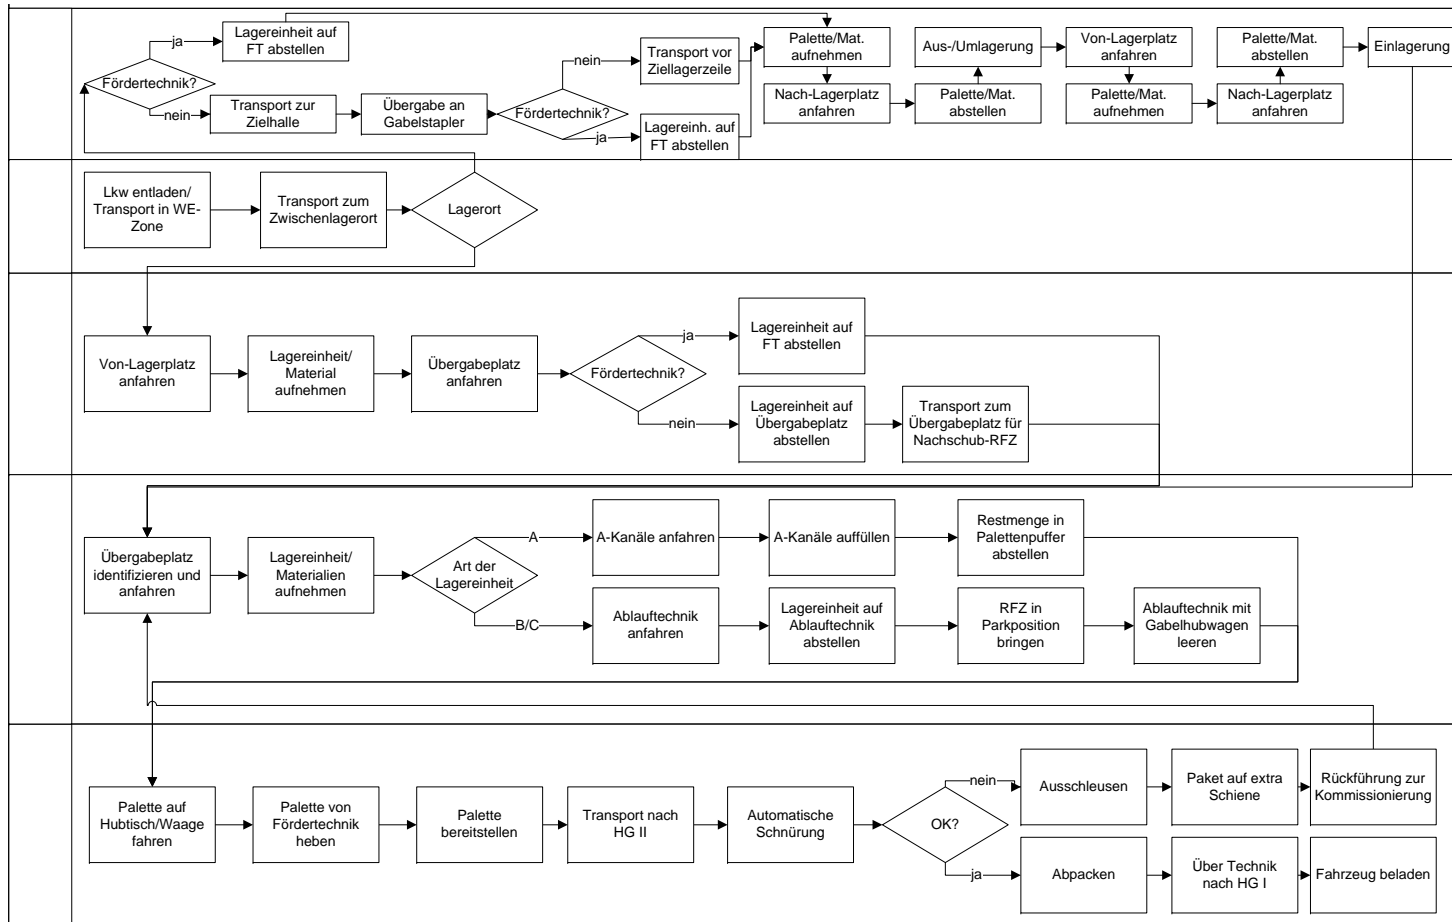 ja
Lagereinheit auf
FT abstellen
Fördertechnik?
nein
Transport zur
Zielhalle
Übergabe an
Gabelstapler
Fördertechnik?
nein
Transport vor
Ziellagerzeile
ja
Lagereinh. auf
FT abstellen
Palette/Mat.
aufnehmen
Nach-Lagerplatz
anfahren
Aus-/Umlagerung
Palette/Mat.
abstellen
Von-Lagerplatz
anfahren
Palette/Mat.
aufnehmen
Palette/Mat.
abstellen
Nach-Lagerplatz
anfahren
Einlagerung
Lkw entladen/
Transport in WE-
Zone
Transport zum
Zwischenlagerort
Lagerort
Von-Lagerplatz
anfahren
Lagereinheit/
Material
aufnehmen
Übergabeplatz
anfahren
Fördertechnik?
ja
Lagereinheit auf
FT abstellen
nein
Lagereinheit auf
Übergabeplatz
abstellen
Transport zum
Übergabeplatz für
Nachschub-RFZ
Übergabeplatz
identifizieren und
anfahren
Lagereinheit/
Materialien
aufnehmen
Art der
Lagereinheit
A
A-Kanäle anfahren
A-Kanäle auffüllen
Restmenge in
Palettenpuffer
abstellen
B/C
Ablauftechnik
anfahren
Lagereinheit auf
Ablauftechnik
abstellen
RFZ in
Parkposition
bringen
Ablauftechnik mit
Gabelhubwagen
leeren
Palette auf
Hubtisch/Waage
fahren
Palette von
Fördertechnik
heben
Palette
bereitstellen
Transport nach
HG II
Automatische
Schnürung
OK?
nein
Ausschleusen
Paket auf extra
Schiene
Rückführung zur
Kommissionierung
ja
Abpacken
Über Technik
nach HG I
Fahrzeug beladen